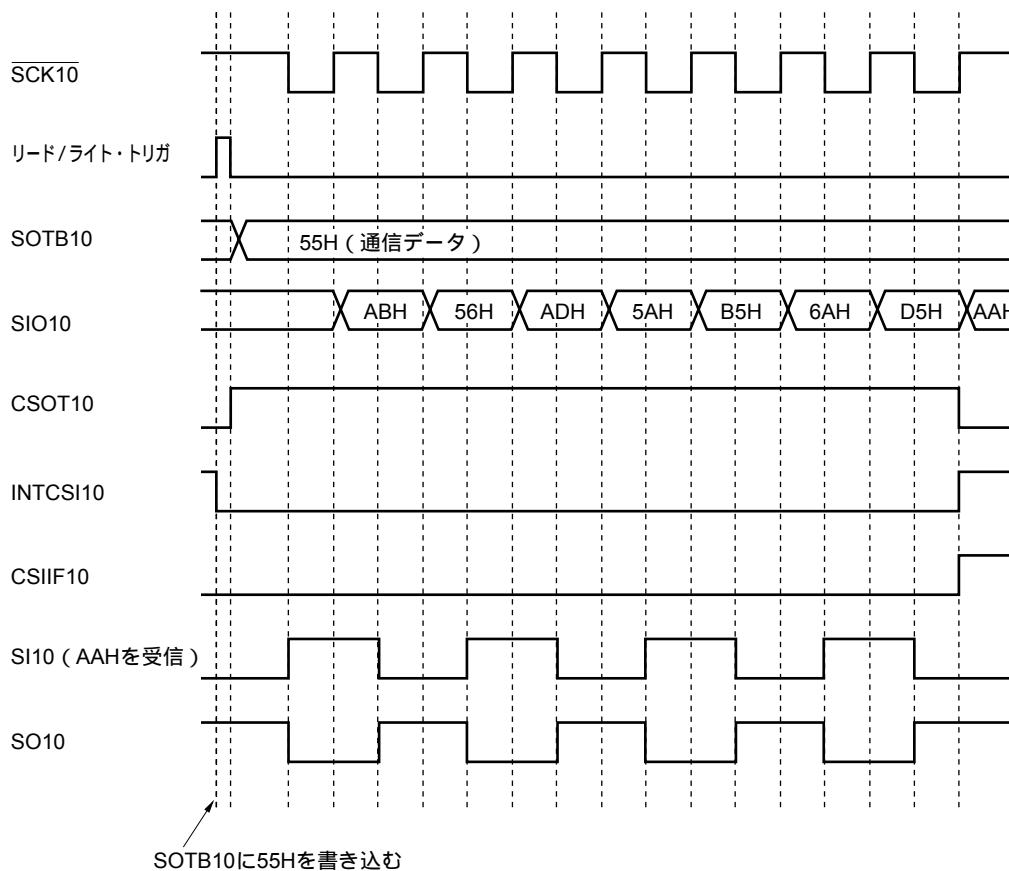 SCK10
リード/ライト・トリガ
SOTB10
55H（通信データ）
SIO10
ABH 56H ADH 5AH B5H 6AH D5H AAH
CSOT10
INTCSI10
CSIIF10
SI10（AAHを受信）
SO10
SOTB10に55Hを書き込む